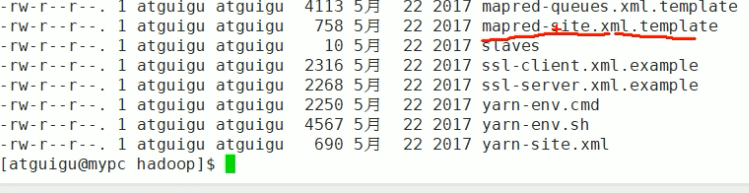 -rw-r--r--. 1 atguigu atguigu 4113 5月 22 2017 mapred-queues.xml.template
-rw-r--r--. 1 atguigu atguigu 758 5月 22 2017 mapred-site.xml.template
-rw-r--r--. 1 atguigu atguigu 10 5月 22 2017 slaves
-rw-r--r--. 1 atguigu atguigu 2316 5月 22 2017 ssl-client.xml.example
-rw-r--r--. 1 atguigu atguigu 2268 5月 22 2017 ssl-server.xml.example
-rw-r--r--. 1 atguigu atguigu 2250 5月 22 2017 yarn-env.cmd
-rw-r--r--. 1 atguigu atguigu 4567 5月 22 2017 yarn-env.sh
-rw-r--r--. 1 atguigu atguigu 690 5月 22 2017 yarn-site.xml
[atguigu@mypc hadoop]$